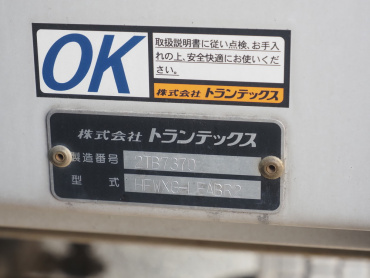 OK
取扱説明書に従い点検、お手入
れの上、安全快適にお使いくだ
さい。
株式会社 トランテックス
株式会社 トランテックス
製造番号 2TB7370
型 式